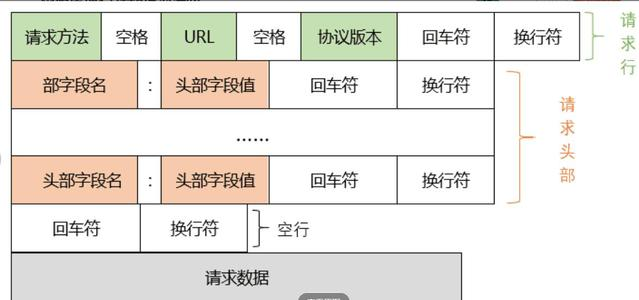 请求方法 空格 URL 空格 协议版本 回车符 换行符 请求行
部字段名 : 头部字段值 回车符 换行符
请求头部
……
头部字段名 : 头部字段值 回车符 换行符
回车符 换行符 空行
请求数据